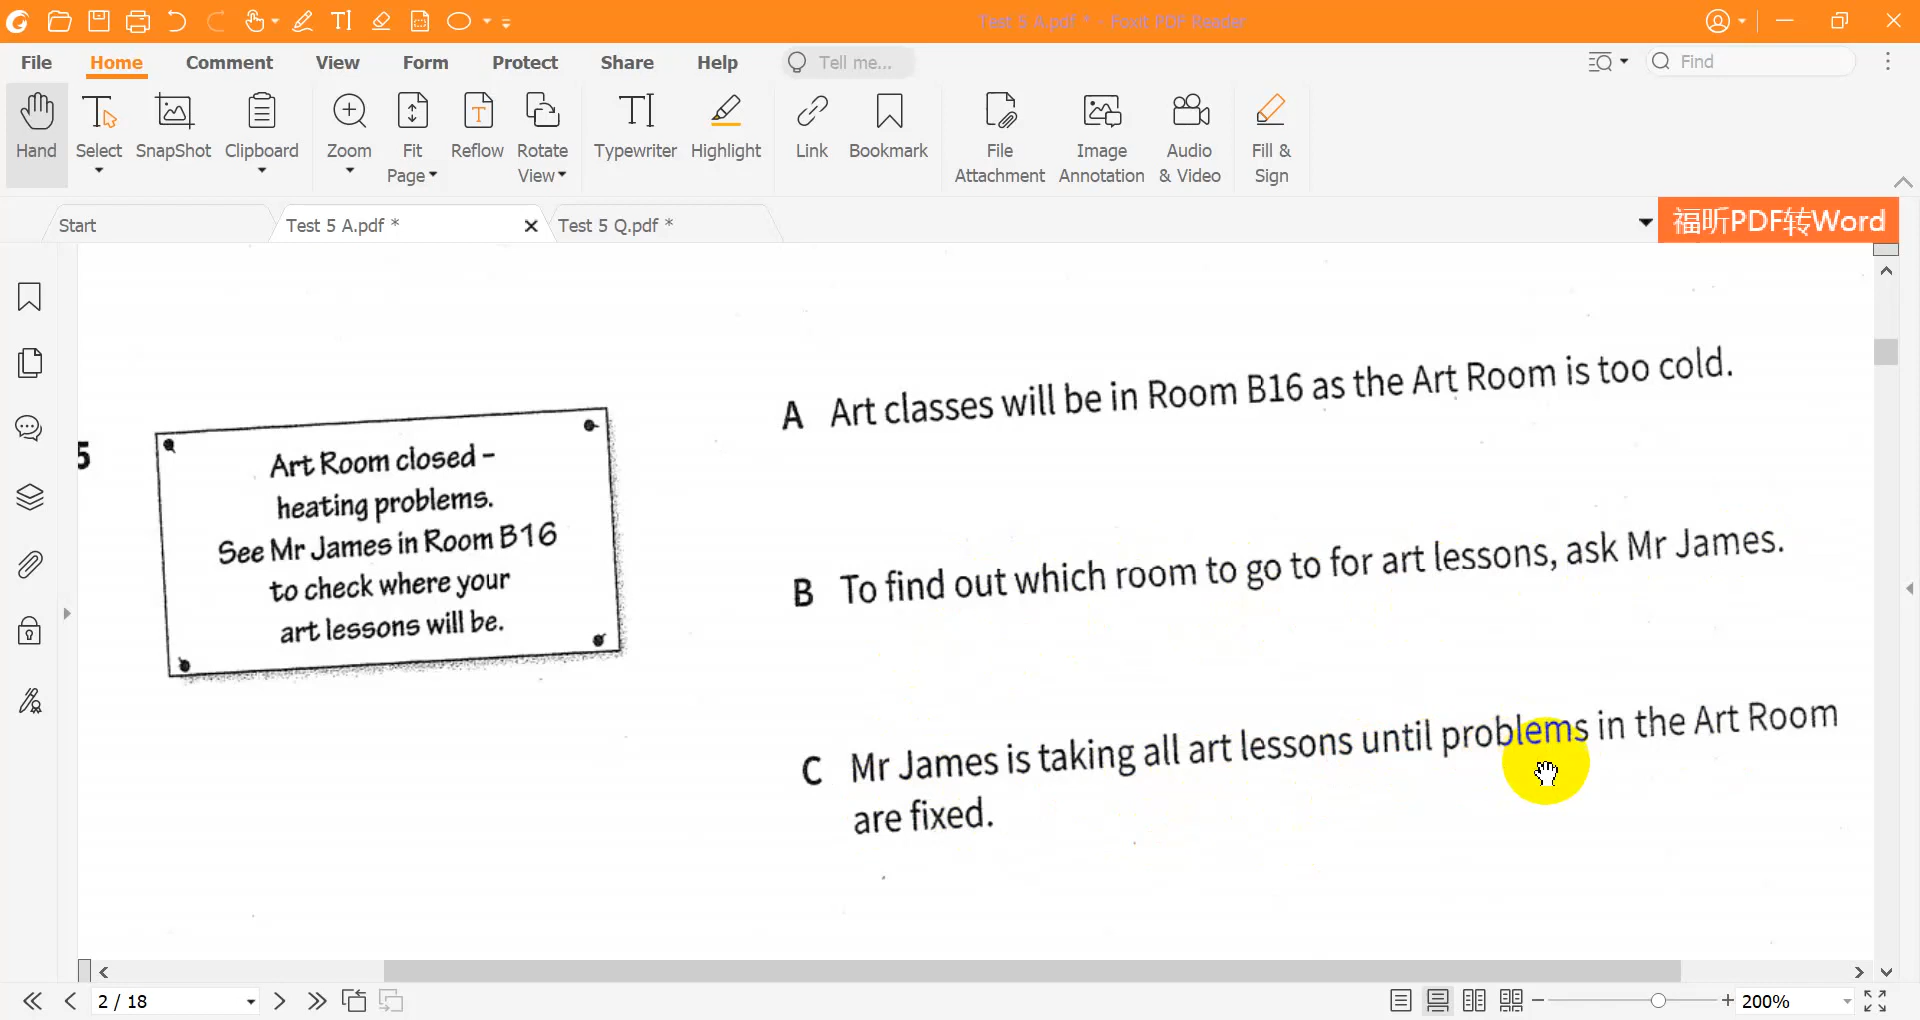 Test 5 A.pdf * - Foxit PDF Reader
File Home Comment View Form Protect Share Help Tell me... Find
Hand Select SnapShot Clipboard Zoom Fit Page Reflow Rotate View Typewriter Highlight Link Bookmark File Attachment Image Annotation Audio & Video Fill & Sign
Start Test 5 A.pdf * Test 5 Q.pdf * 福昕PDF转Word
5
Art Room closed –
heating problems.
See Mr James in Room B16
to check where your
art lessons will be.
A Art classes will be in Room B16 as the Art Room is too cold.
B To find out which room to go to for art lessons, ask Mr James.
C Mr James is taking all art lessons until problems in the Art Room
are fixed.
2 / 18 200%